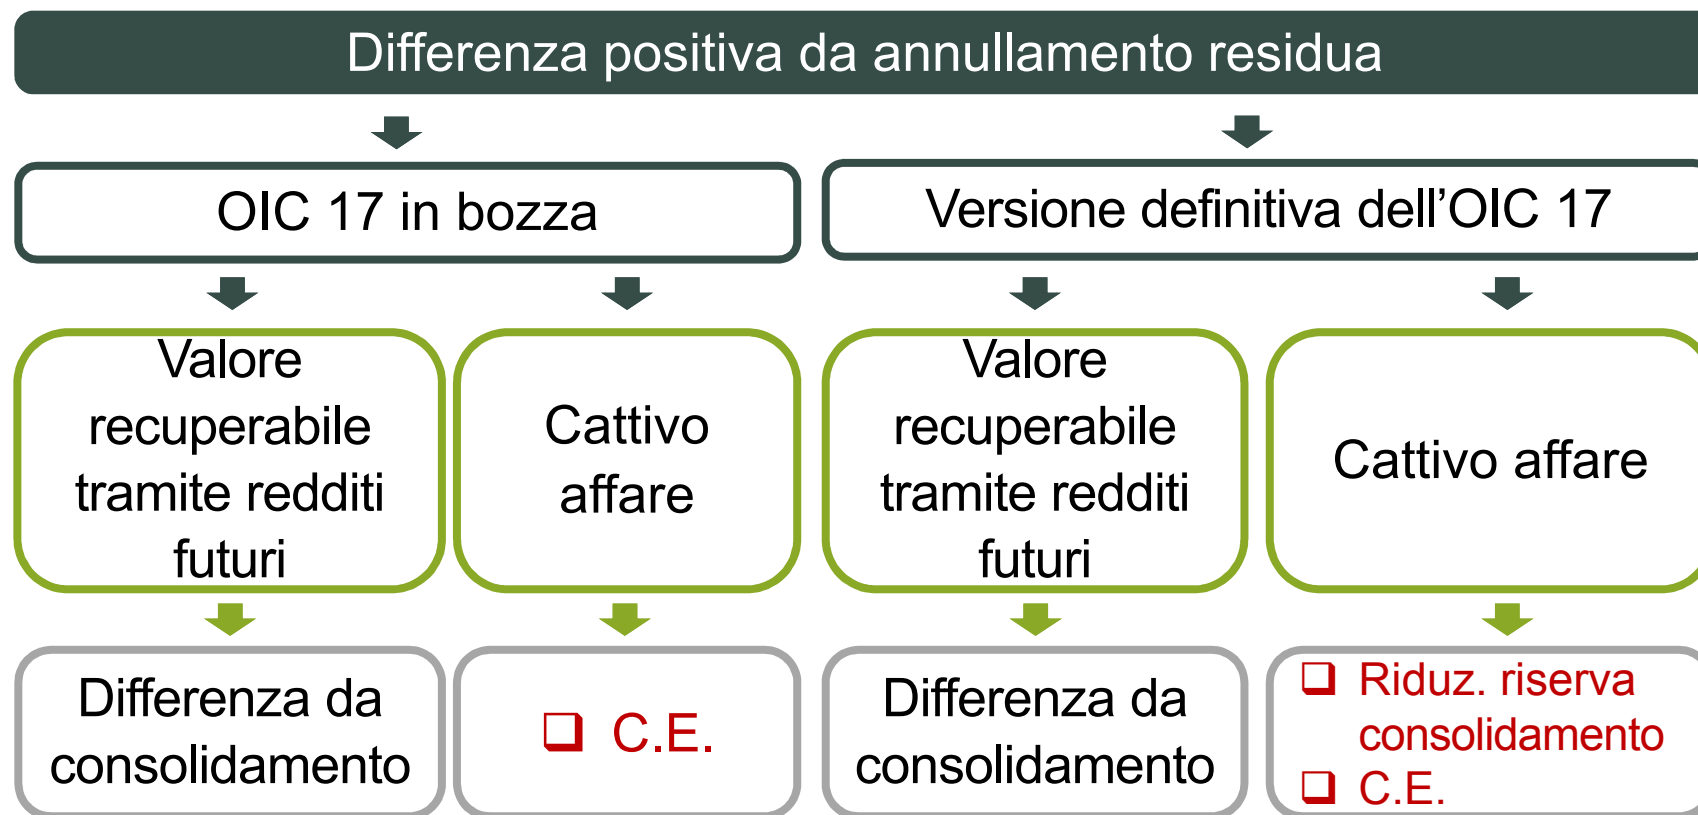 Differenza positiva da annullamento residua
OIC 17 in bozza
Versione definitiva dell'OIC 17
Valore
recuperabile
tramite redditi
futuri
Cattivo
affare
Valore
recuperabile
tramite redditi
futuri
Cattivo affare
Differenza da
consolidamento
❑ C.E.
Differenza da
consolidamento
❑ Riduz. riserva
consolidamento
❑ C.E.